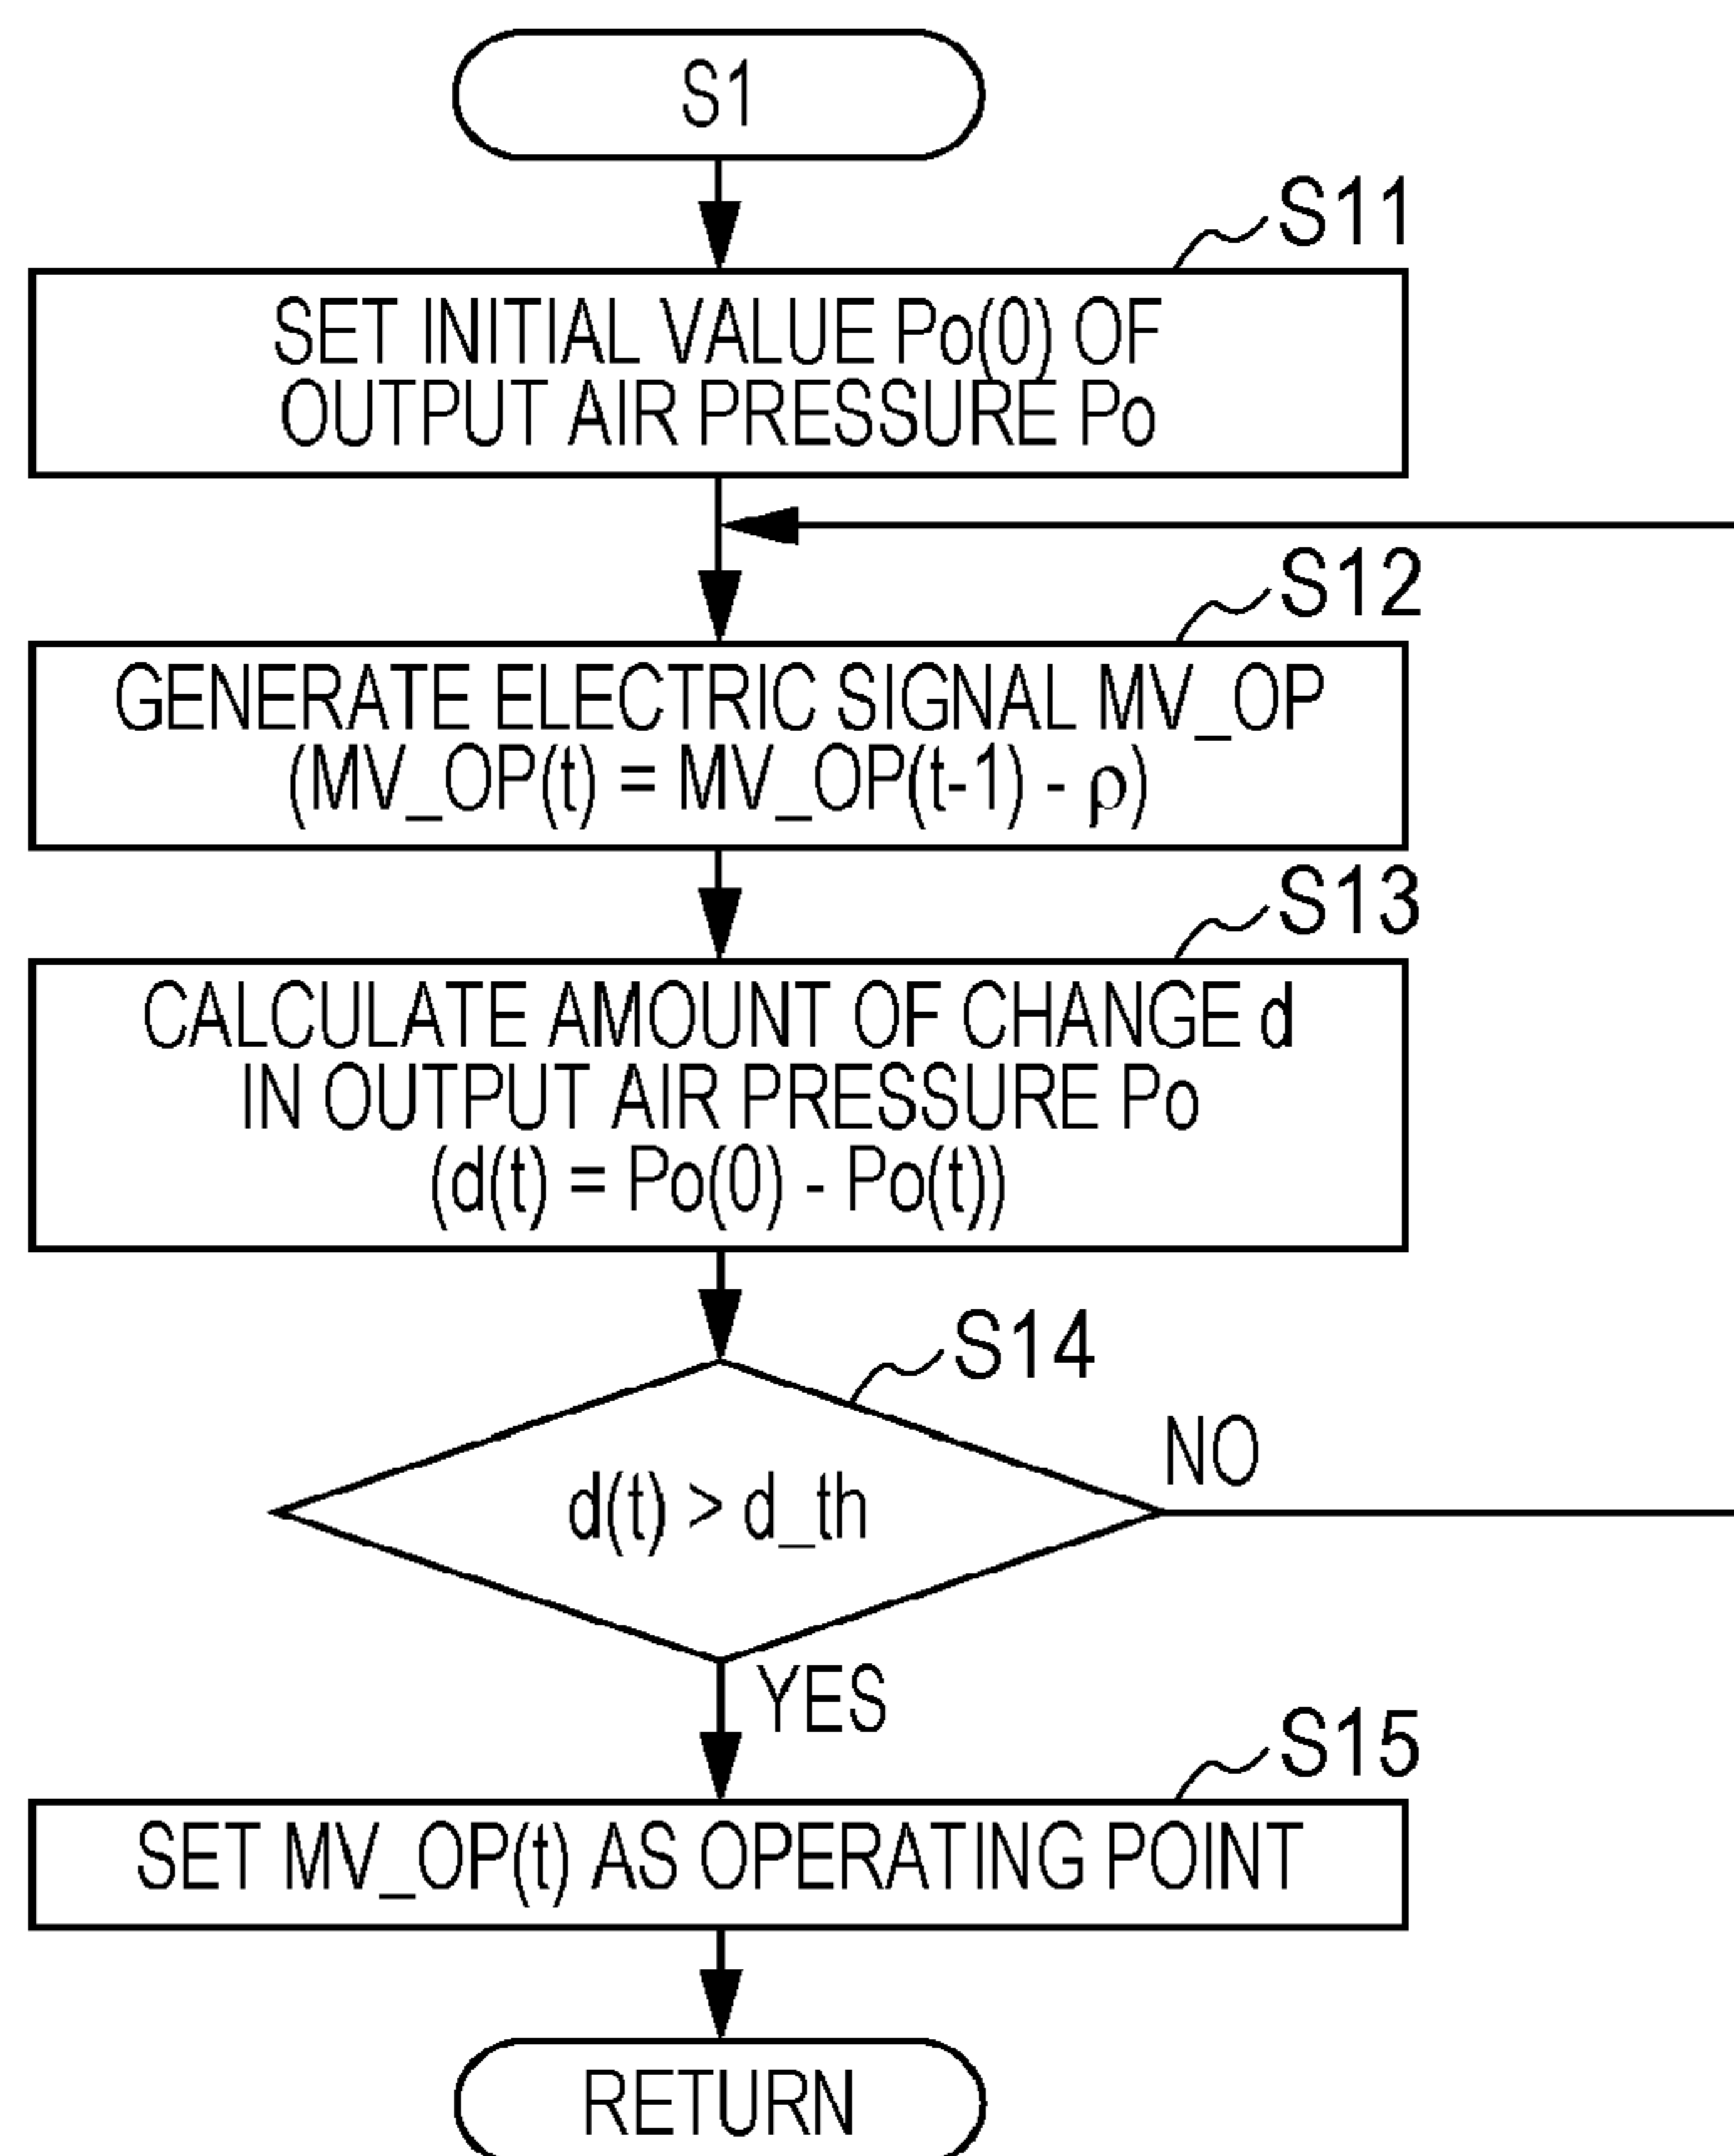 S1
S11
SET INITIAL VALUE Po(0) OF
OUTPUT AIR PRESSURE Po
S12
GENERATE ELECTRIC SIGNAL MV_OP
(MV_OP(t) = MV_OP(t-1) - ρ)
S13
CALCULATE AMOUNT OF CHANGE d
IN OUTPUT AIR PRESSURE Po
(d(t) = Po(0) - Po(t))
S14
d(t) > d_th
NO
YES
S15
SET MV_OP(t) AS OPERATING POINT
RETURN